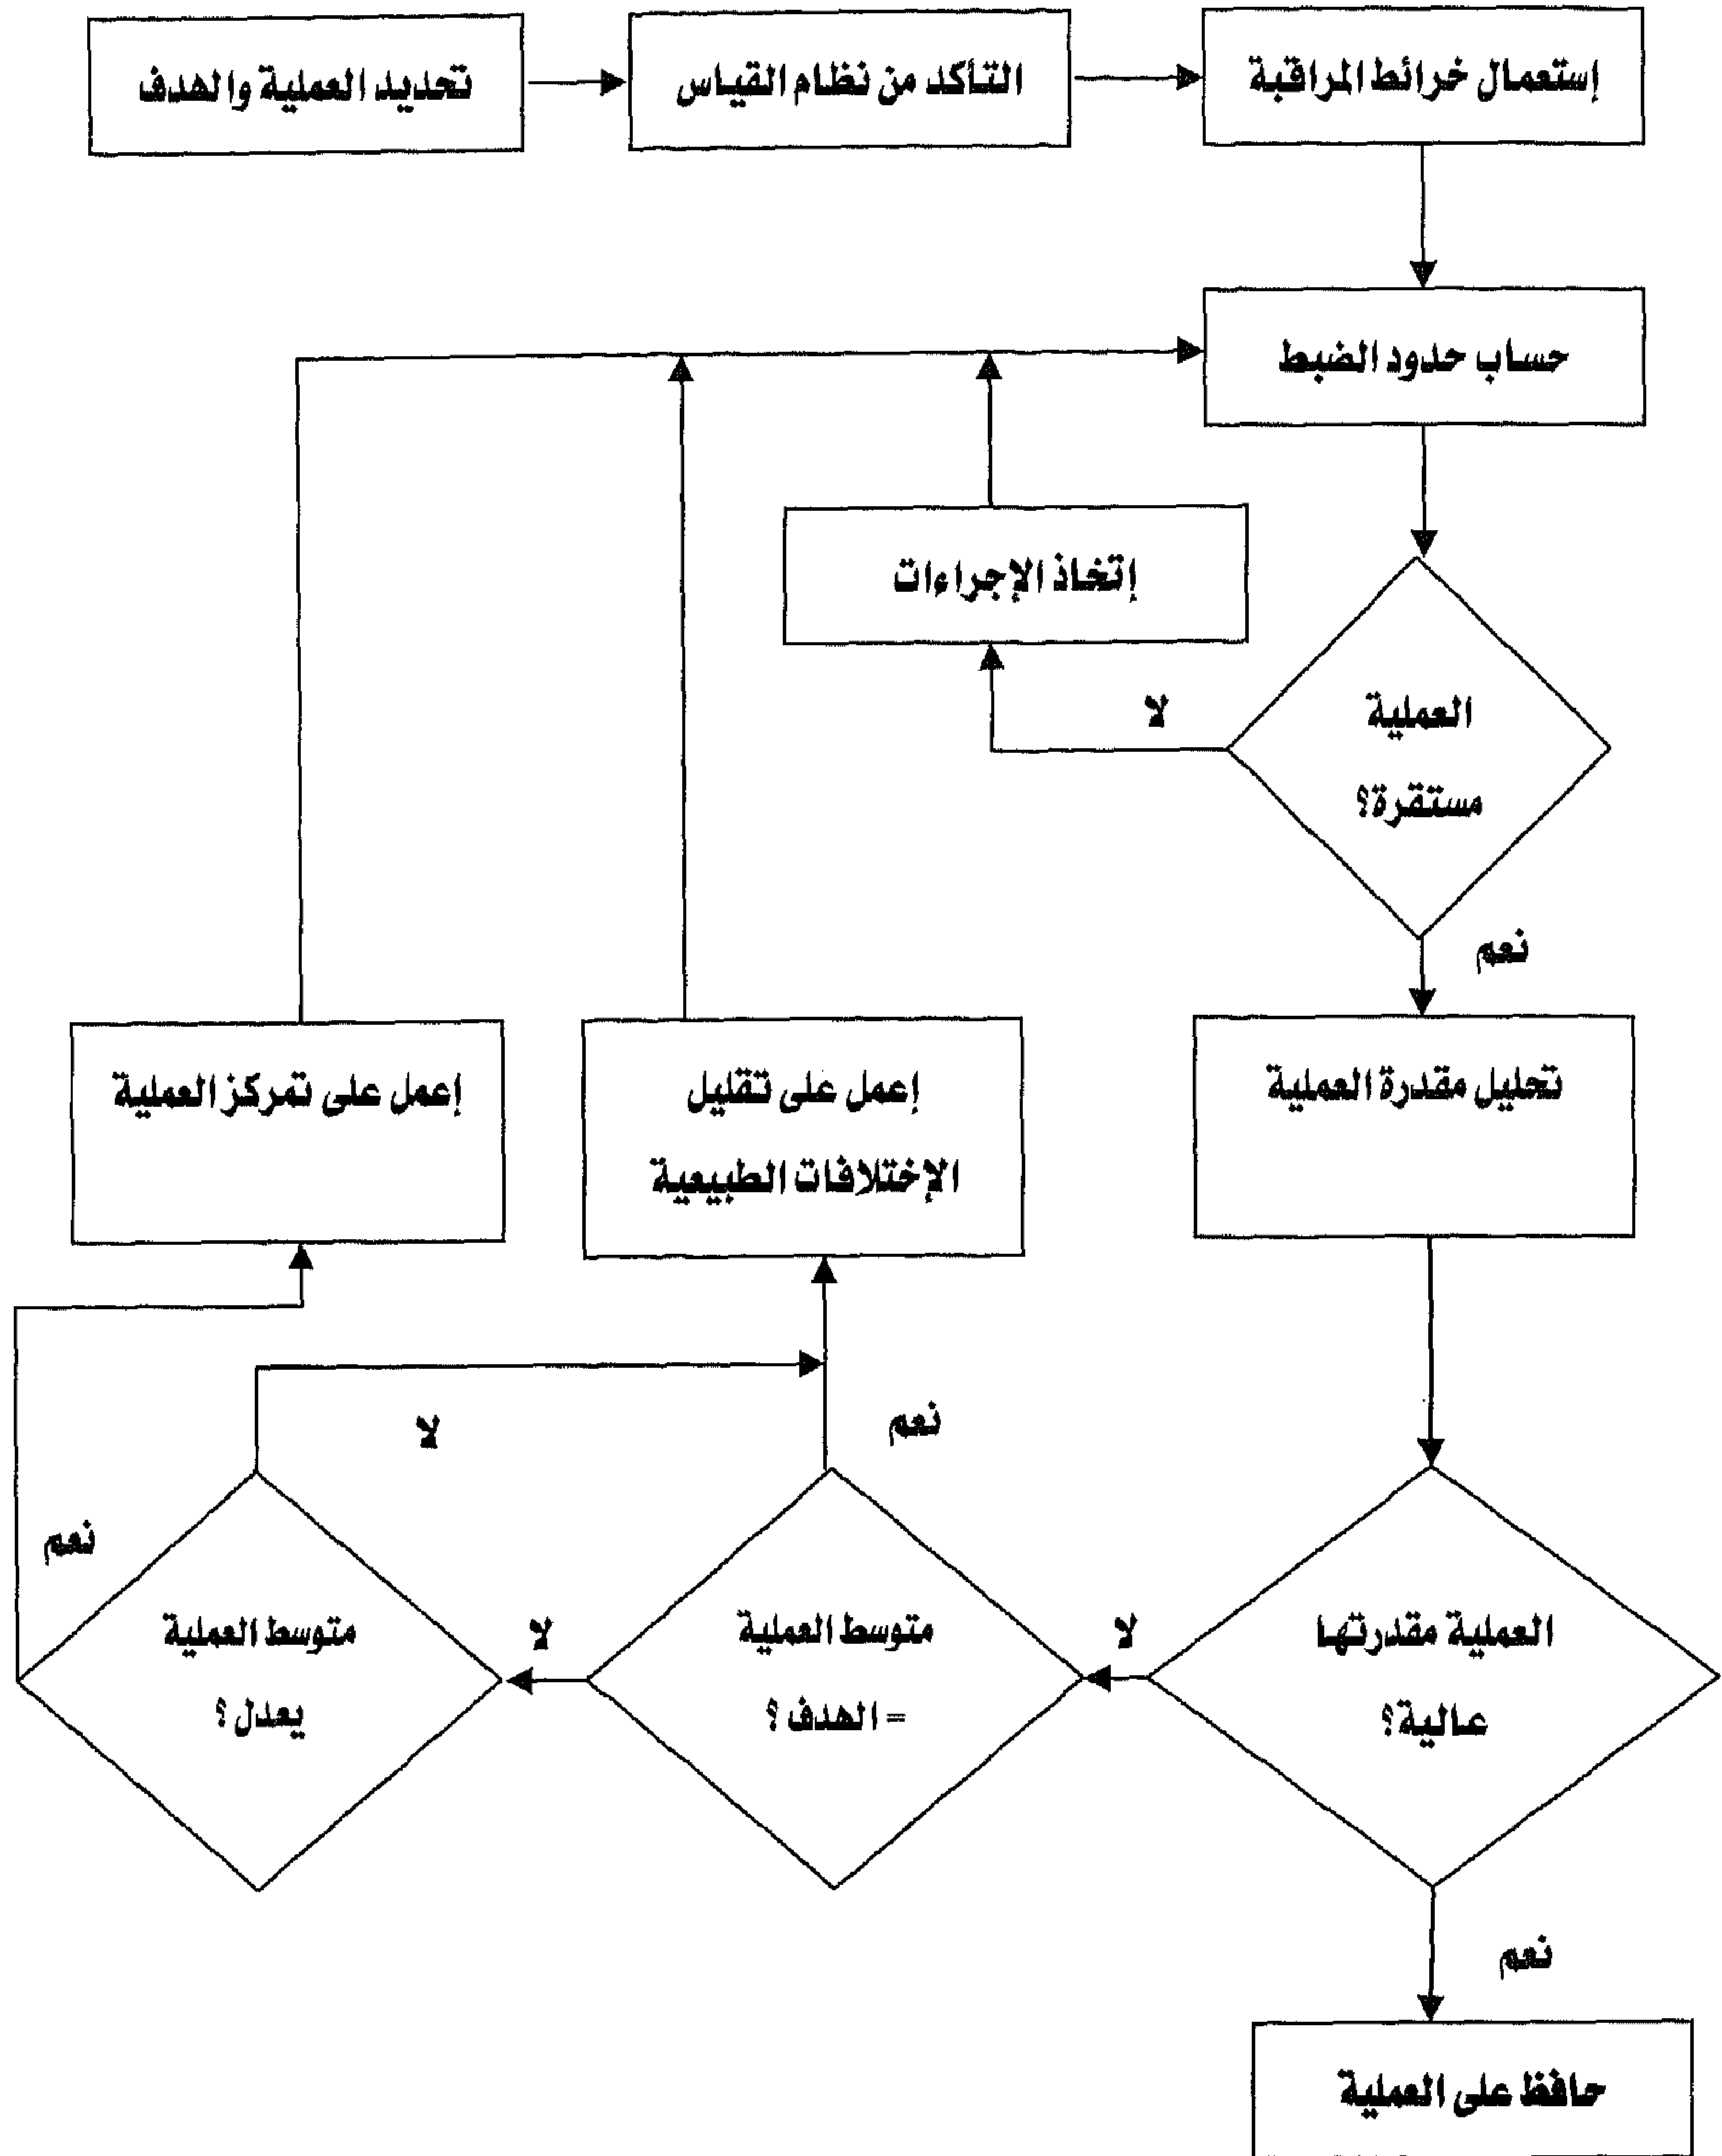 تحديد العملية والهدف
التأكد من نظام القياس
إستعمال خرائط المراقبة
حساب حدود الضبط
إتخاذ الإجراءات
العملية
مستقرة؟
لا
نعم
تحليل مقدرة العملية
إعمل على تقليل
الإختلافات الطبيعية
إعمل على تمركز العملية
العملية مقدرتها
عالية؟
لا
متوسط العملية
= الهدف ؟
نعم
لا
متوسط العملية
يعدل ؟
لا
نعم
نعم
حافظ على العملية